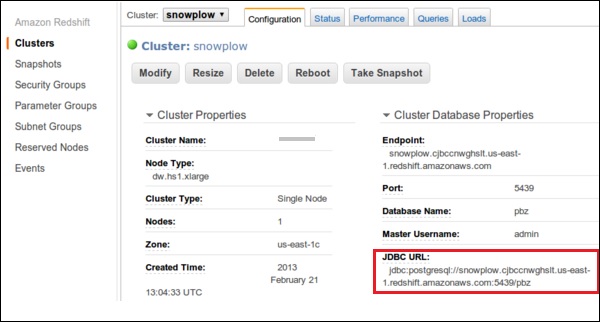 Amazon Redshift
Clusters
Snapshots
Security Groups
Parameter Groups
Subnet Groups
Reserved Nodes
Events
Cluster: snowplow
Configuration Status Performance Queries Loads
Cluster: snowplow
Modify Resize Delete Reboot Take Snapshot
Cluster Properties
Cluster Name:
Node Type:
dw.hs1.xlarge
Cluster Type: Single Node
Nodes: 1
Zone: us-east-1c
Created Time: 2013
February 21
13:04:33 UTC
Cluster Database Properties
Endpoint:
snowplow.cjbccnwghslt.us-east-
1.redshift.amazonaws.com
Port: 5439
Database Name: pbz
Master Username: admin
JDBC URL:
jdbc:postgresql://snowplow.cjbccnwghslt.us-east-
1.redshift.amazonaws.com:5439/pbz